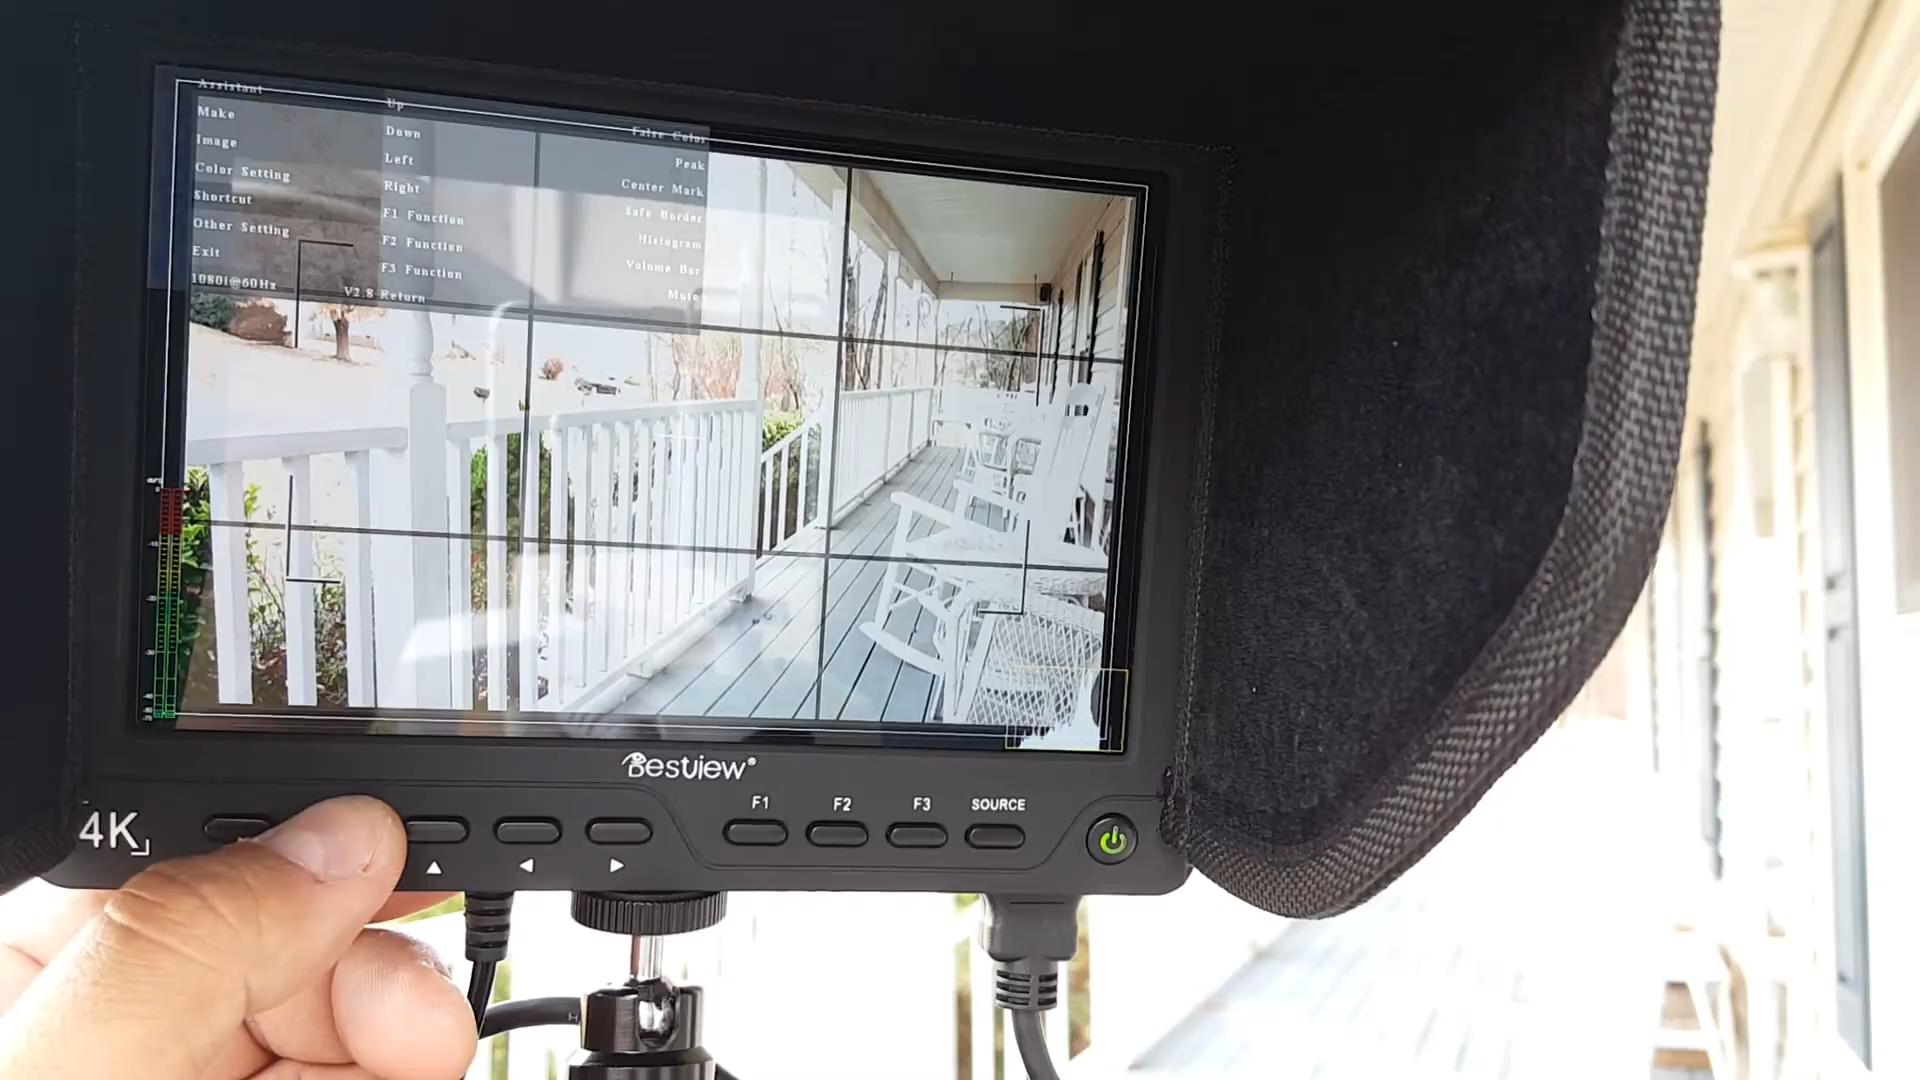 Assistant
Make
Image
Color Setting
Shortcut
Other Setting
Exit
1080i@60Hz
V2.8
Up
Down
Left
Right
F1 Function
F2 Function
F3 Function
Return
False Color
Peak
Center Mark
Safe Border
Histogram
Volume Bar
Mute
Bestview®
4K
F1
F2
F3
SOURCE